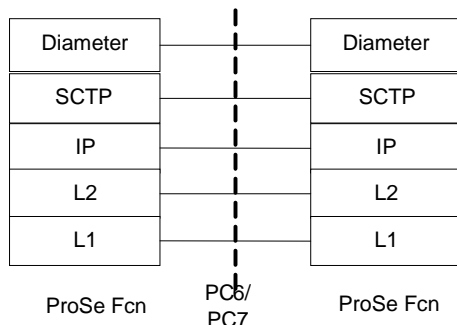 Diameter Diameter
SCTP SCTP
IP IP
L2 L2
L1 L1
ProSe Fcn PC6/ ProSe Fcn
PC7